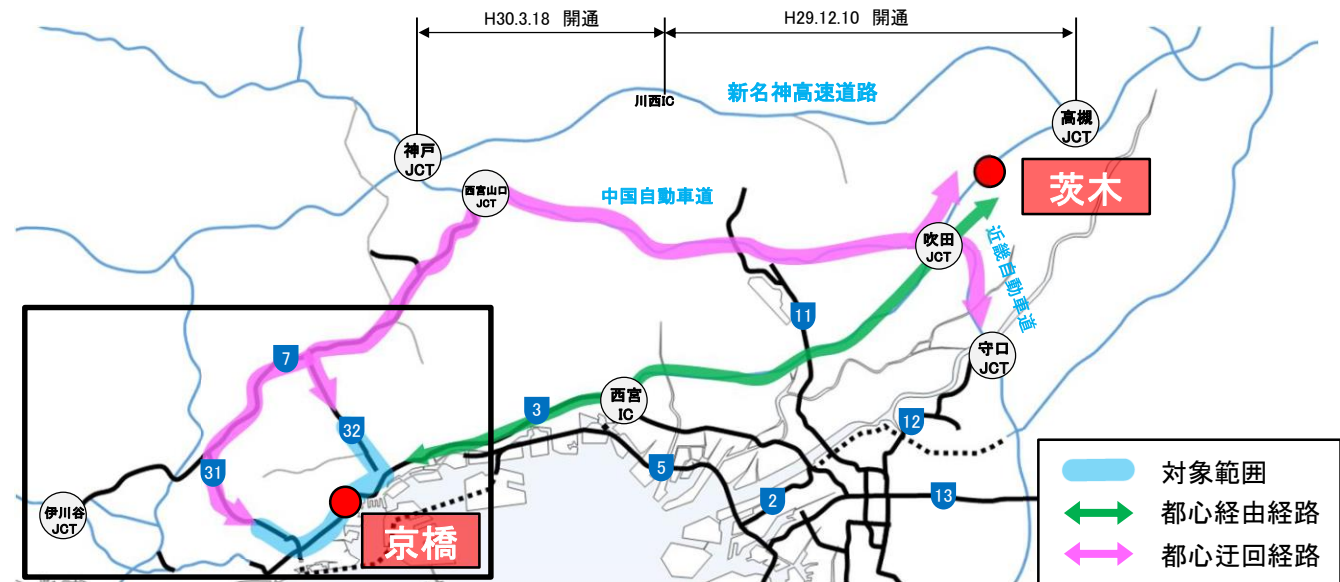 H30.3.18 開通
H29.12.10 開通
川西IC
新名神高速道路
高槻
JCT
神戸
JCT
西宮山口
JCT
中国自動車道
茨木
吹田
JCT
近畿自動車道
11
守口
JCT
7
西宮
IC
3
32
12
31
5
2
13
伊川谷
JCT
京橋
対象範囲
都心経由経路
都心迂回経路